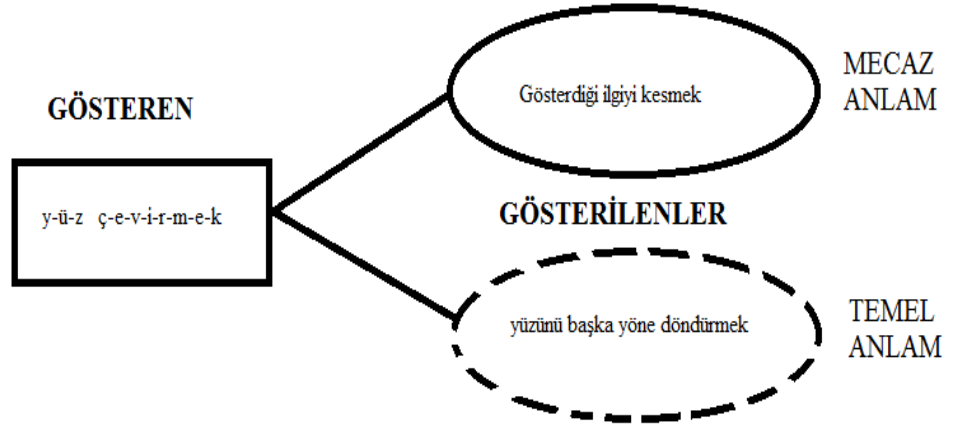 GÖSTEREN
y-ü-z ç-e-v-i-r-m-e-k
Gösterdiği ilgiyi kesmek
MECAZ
ANLAM
GÖSTERİLENLER
yüzünü başka yöne döndürmek
TEMEL
ANLAM